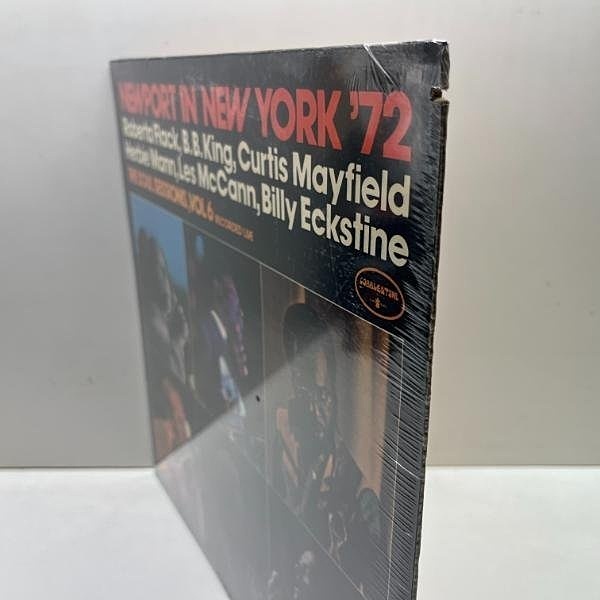 NEWPORT IN NEW YORK '72
Roberta Flack, B.B. King, Curtis Mayfield
Herbie Mann, Les McCann, Billy Eckstine
THE SOUL SESSIONS, VOL 6 RECORDED LIVE
COBBLESTONE